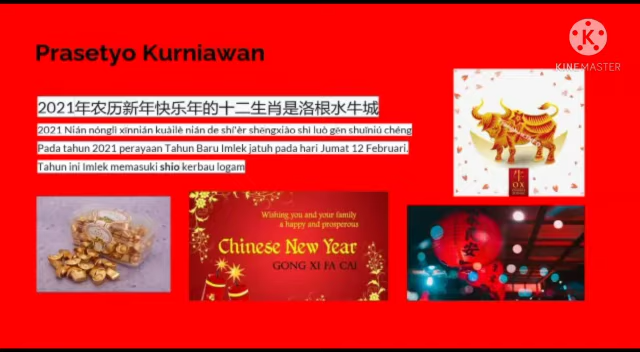 Prasetyo Kurniawan
KINEMASTER
2021年农历新年快乐年的十二生肖是洛根水牛城
2021 Nián nónglì xīnnián kuàilè nián de shí'èr shēngxiào shì luò gēn shuǐniú chéng
Pada tahun 2021 perayaan Tahun Baru Imlek jatuh pada hari Jumat 12 Februari.
Tahun ini Imlek memasuki shio kerbau logam
牛
OX
Wishing you and your family
a happy and prorperous
Chinese New Year
GONG XI FA CAI